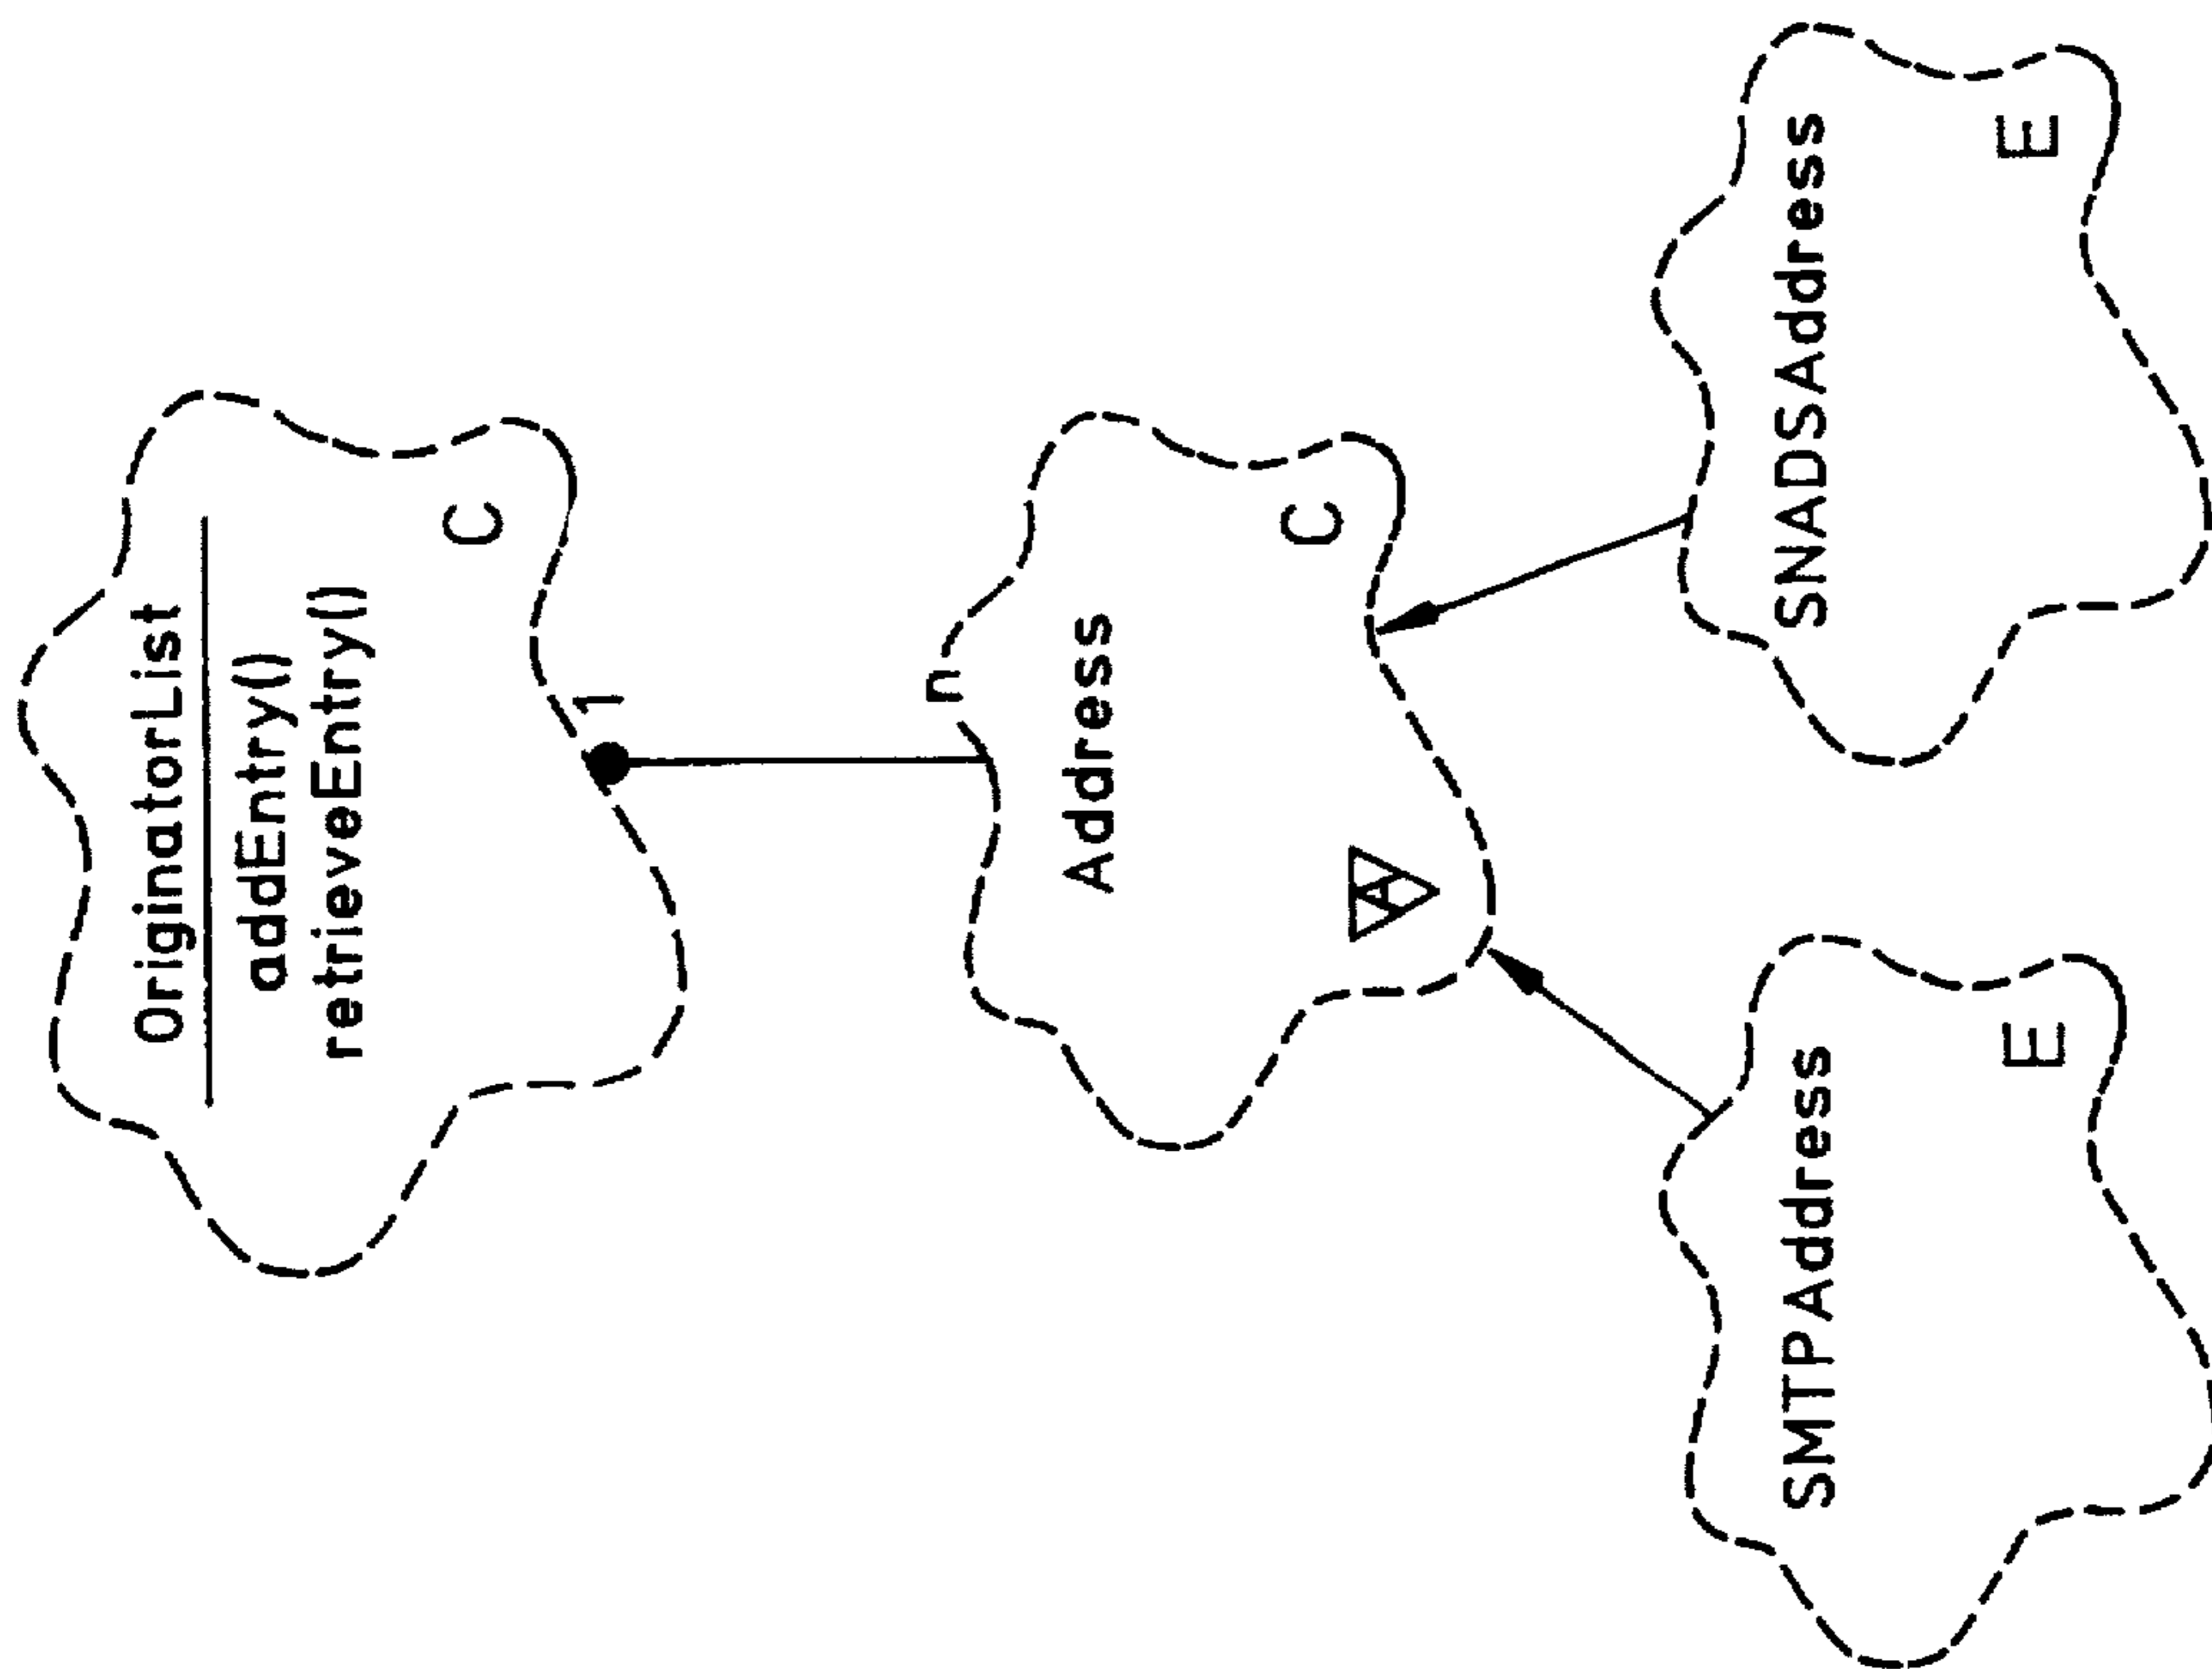 OriginatorList
addEntry()
retrieveEntry()
C
1
n
Address
A
C
SMTPAddress
E
SNADSAddress
E